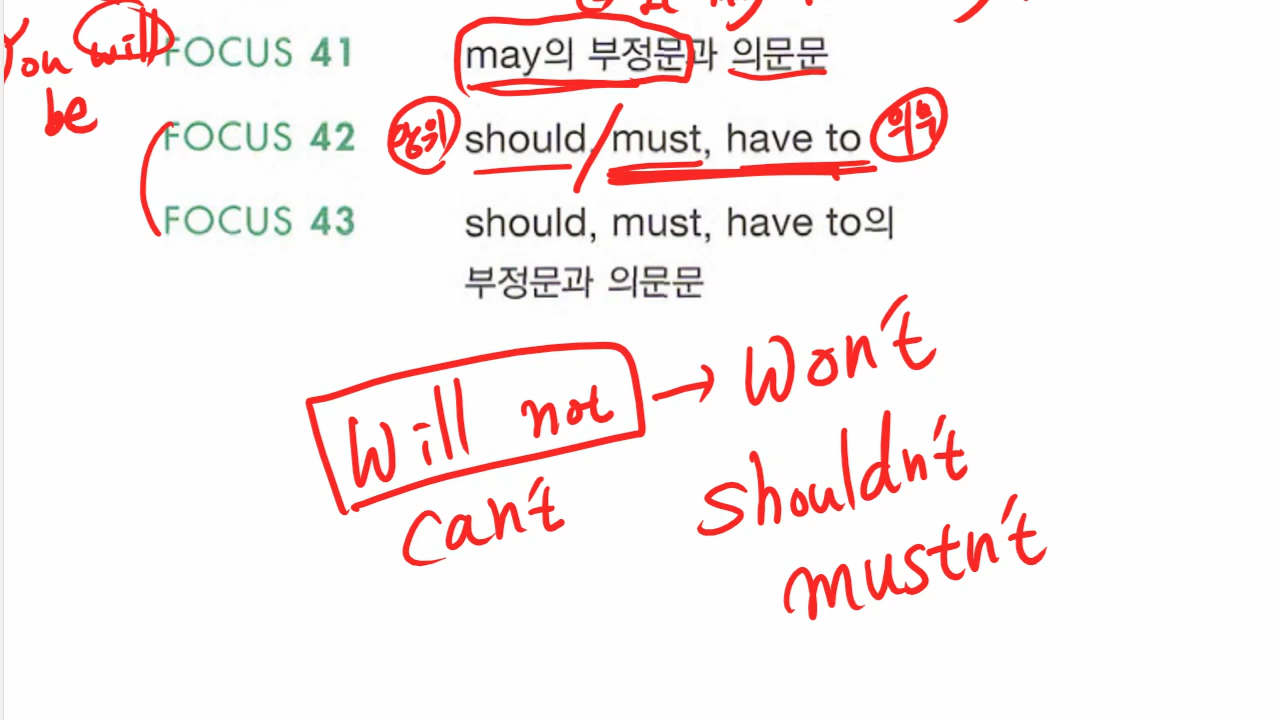 You will FOCUS 41 may의 부정문과 의문문
be
FOCUS 42 should, must, have to 의무
FOCUS 43 should, must, have to의
부정문과 의문문
Will not → Won't
can't shouldn't
mustn't